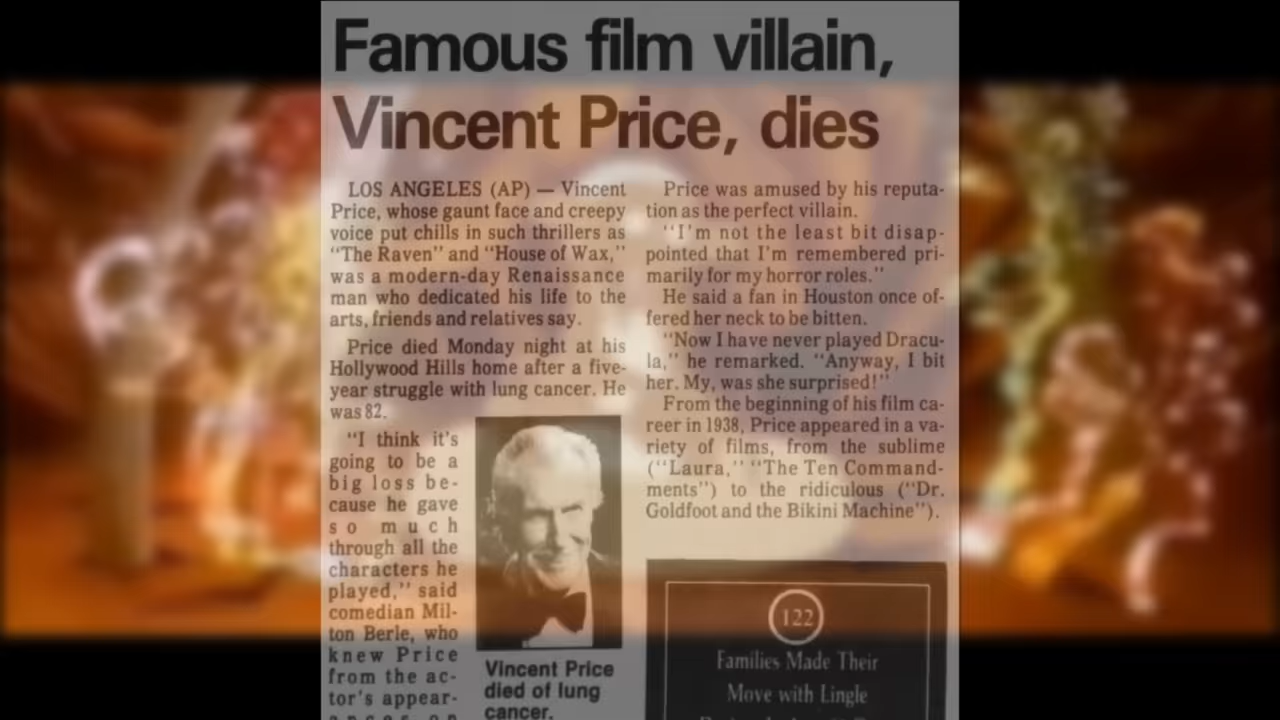 Famous film villain,
Vincent Price, dies
LOS ANGELES (AP) — Vincent
Price, whose gaunt face and creepy
voice put chills in such thrillers as
“The Raven” and “House of Wax,”
was a modern-day Renaissance
man who dedicated his life to the
arts, friends and relatives say.
Price died Monday night at his
Hollywood Hills home after a five-
year struggle with lung cancer. He
was 82.
“I think it’s
going to be a
big loss be-
cause he gave
so much
through all the
characters he
played,” said
comedian Mil-
ton Berle, who
knew Price
from the ac-
tor’s appear-
Vincent Price
died of lung
cancer.
Price was amused by his reputa-
tion as the perfect villain.
“I’m not the least bit disap-
pointed that I’m remembered pri-
marily for my horror roles.”
He said a fan in Houston once of-
fered her neck to be bitten.
“Now I have never played Dracu-
la,” he remarked. “Anyway, I bit
her. My, was she surprised!”
From the beginning of his film ca-
reer in 1938, Price appeared in a va-
riety of films, from the sublime
(“Laura,” “The Ten Command-
ments”) to the ridiculous (“Dr.
Goldfoot and the Bikini Machine”).
122
Families Made Their
Move with Lingle